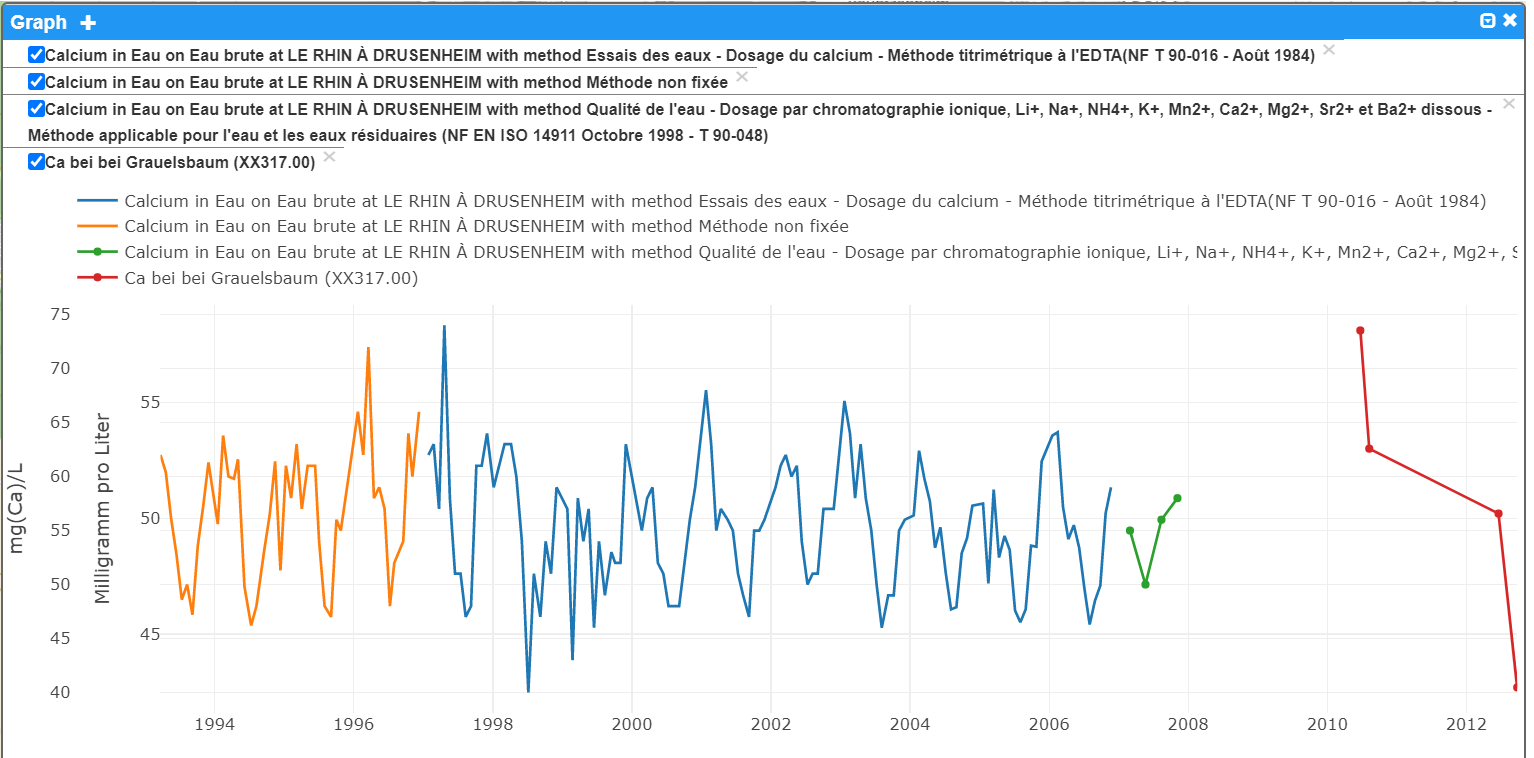 Graph
Calcium in Eau on Eau brute at LE RHIN À DRUSENHEIM with method Essais des eaux - Dosage du calcium - Méthode titrimétrique à l'EDTA(NF T 90-016 - Août 1984)
Calcium in Eau on Eau brute at LE RHIN À DRUSENHEIM with method Méthode non fixée
Calcium in Eau on Eau brute at LE RHIN À DRUSENHEIM with method Qualité de l'eau - Dosage par chromatographie ionique, Li+, Na+, NH4+, K+, Mn2+, Ca2+, Mg2+, Sr2+ et Ba2+ dissous -
Méthode applicable pour l'eau et les eaux résiduaires (NF EN ISO 14911 Octobre 1998 - T 90-048)
Ca bei bei Grauelsbaum (XX317.00)
Calcium in Eau on Eau brute at LE RHIN À DRUSENHEIM with method Essais des eaux - Dosage du calcium - Méthode titrimétrique à l'EDTA(NF T 90-016 - Août 1984)
Calcium in Eau on Eau brute at LE RHIN À DRUSENHEIM with method Méthode non fixée
Calcium in Eau on Eau brute at LE RHIN À DRUSENHEIM with method Qualité de l'eau - Dosage par chromatographie ionique, Li+, Na+, NH4+, K+, Mn2+, Ca2+, Mg2+,
Ca bei bei Grauelsbaum (XX317.00)
mg(Ca)/L
75
70
65
60
55
50
45
40
Milligramm pro Liter
55
50
45
1994 1996 1998 2000 2002 2004 2006 2008 2010 2012